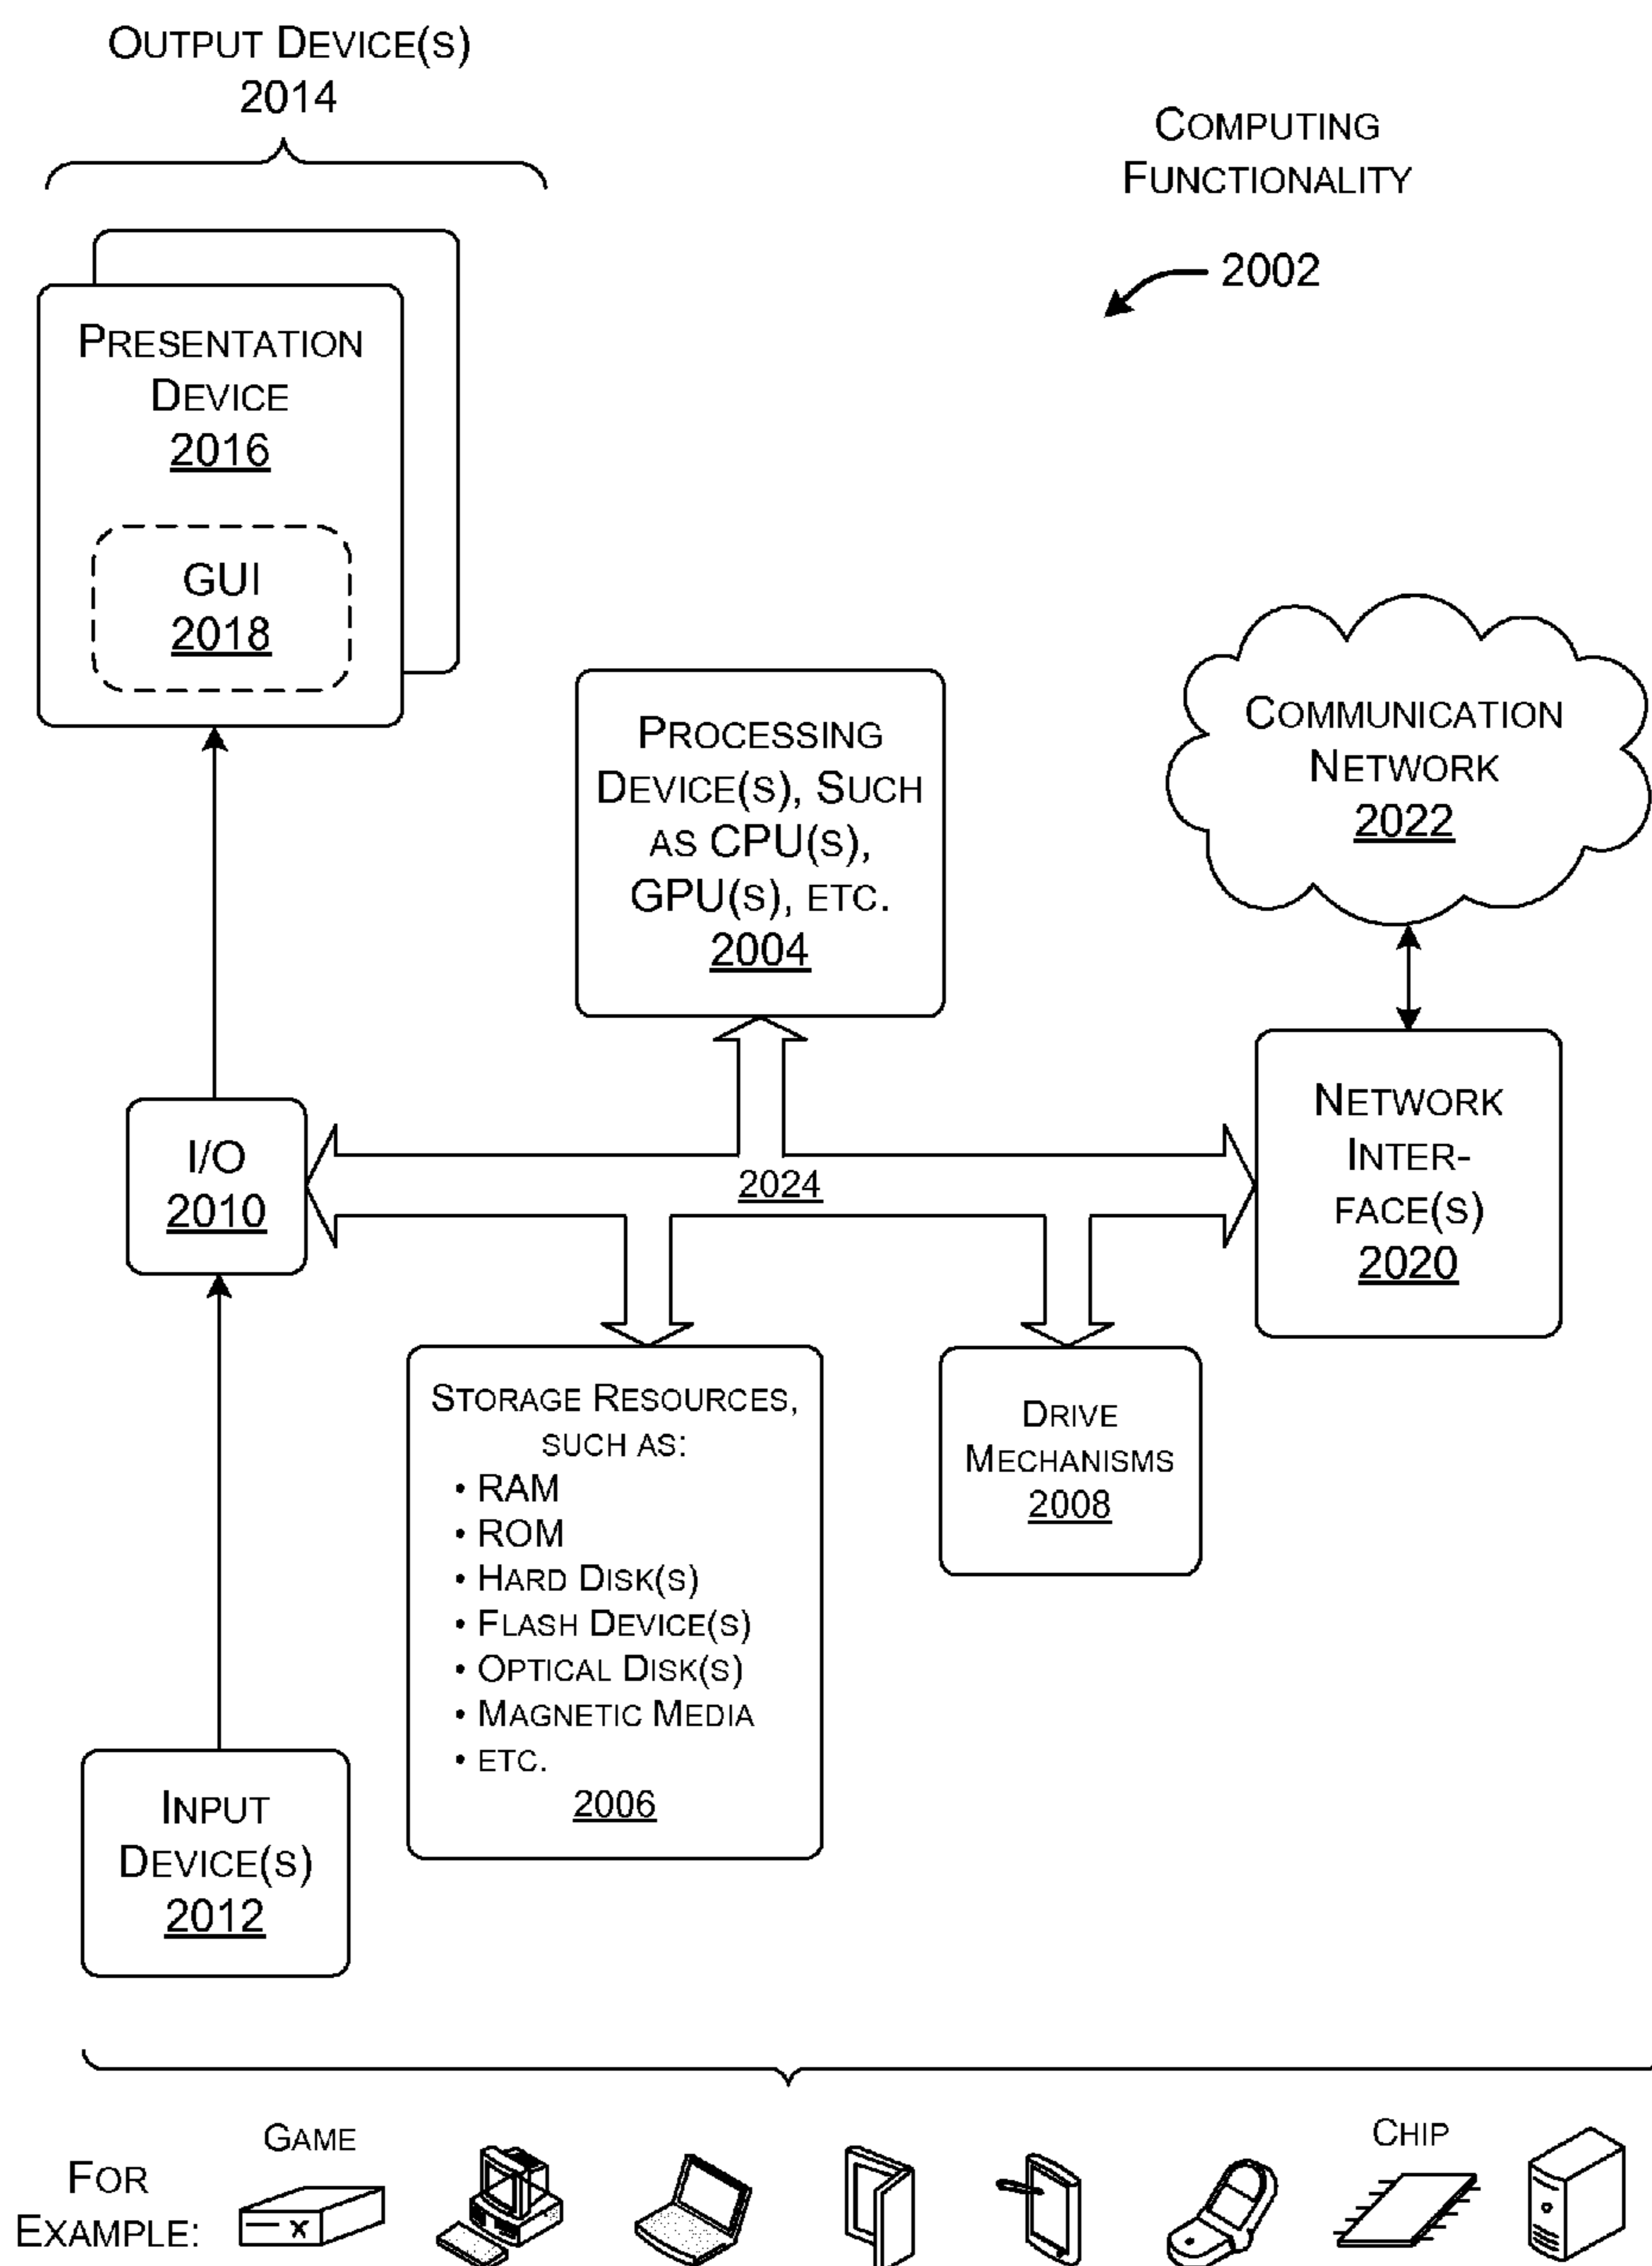 OUTPUT DEVICE(S)
2014
COMPUTING
FUNCTIONALITY
2002
PRESENTATION
DEVICE
2016
GUI
2018
PROCESSING
DEVICE(S), SUCH
AS CPU(S),
GPU(S), ETC.
2004
COMMUNICATION
NETWORK
2022
I/O
2010
2024
NETWORK
INTER-
FACE(S)
2020
STORAGE RESOURCES,
SUCH AS:
• RAM
• ROM
• HARD DISK(S)
• FLASH DEVICE(S)
• OPTICAL DISK(S)
• MAGNETIC MEDIA
• ETC.
2006
DRIVE
MECHANISMS
2008
INPUT
DEVICE(S)
2012
FOR
EXAMPLE:
GAME
X
CHIP